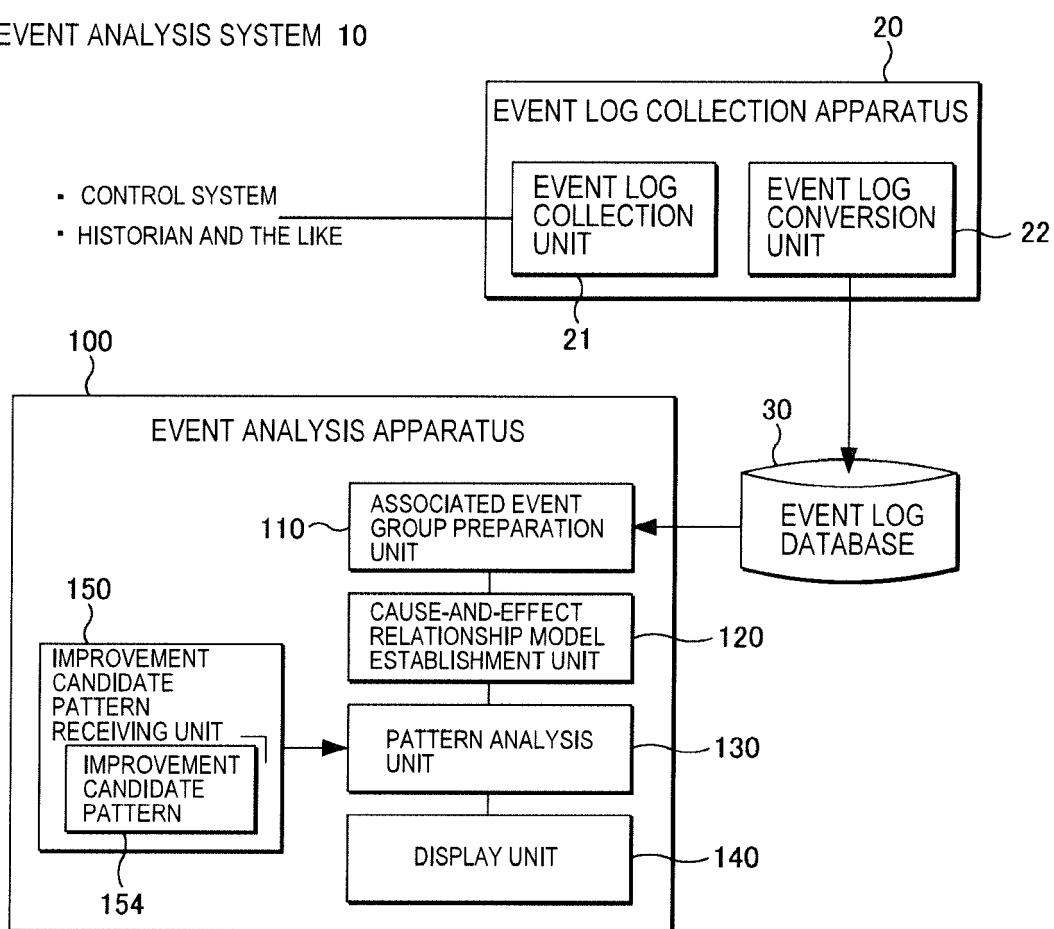 EVENT ANALYSIS SYSTEM 10
20
EVENT LOG COLLECTION APPARATUS
▪ CONTROL SYSTEM
▪ HISTORIAN AND THE LIKE
EVENT LOG
COLLECTION
UNIT
21
EVENT LOG
CONVERSION
UNIT
22
100
EVENT ANALYSIS APPARATUS
30
EVENT LOG
DATABASE
110
ASSOCIATED EVENT
GROUP PREPARATION
UNIT
CAUSE-AND-EFFECT
RELATIONSHIP MODEL
ESTABLISHMENT UNIT
120
150
IMPROVEMENT
CANDIDATE
PATTERN
RECEIVING UNIT
IMPROVEMENT
CANDIDATE
PATTERN
154
PATTERN ANALYSIS
UNIT
130
DISPLAY UNIT
140